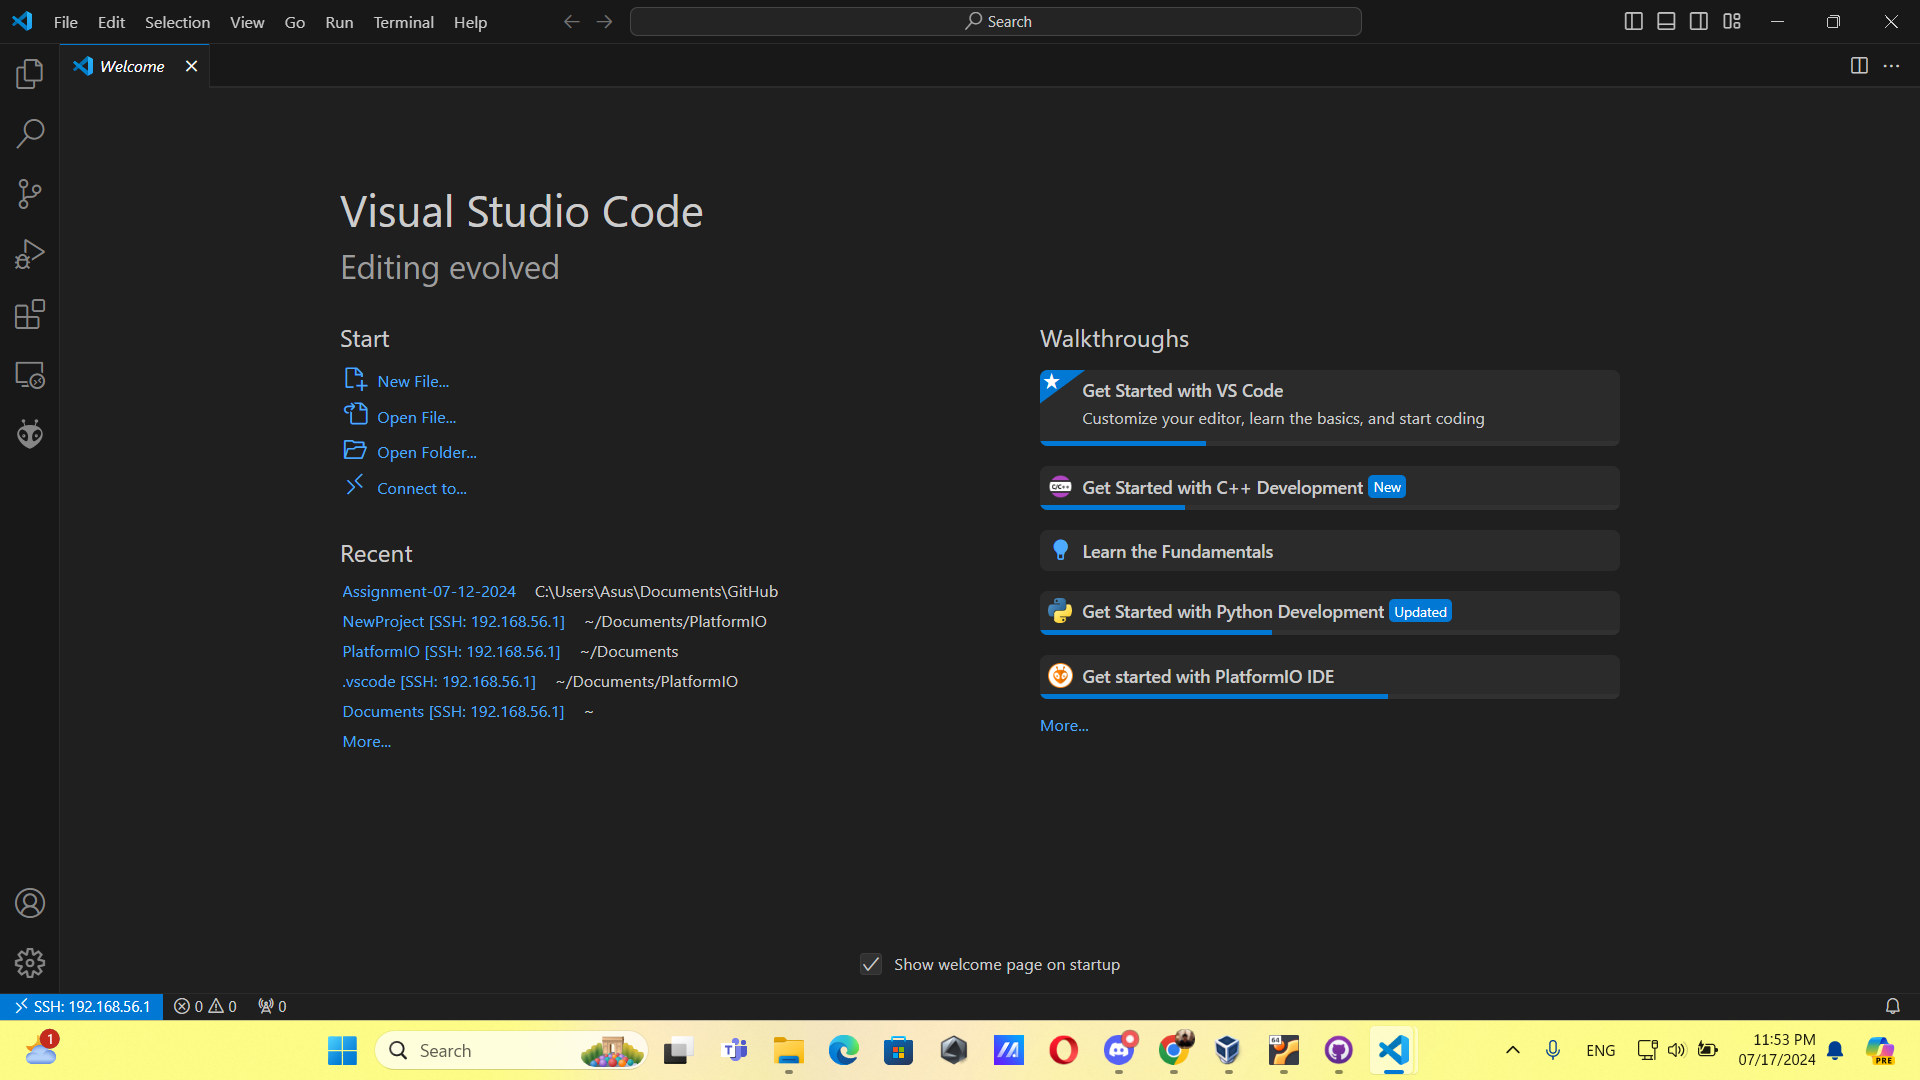 File Edit Selection View Go Run Terminal Help
Search
Welcome
Visual Studio Code
Editing evolved
Start
New File...
Open File...
Open Folder...
Connect to...
Recent
Assignment-07-12-2024 C:\Users\Asus\Documents\GitHub
NewProject [SSH: 192.168.56.1] ~/Documents/PlatformIO
PlatformIO [SSH: 192.168.56.1] ~/Documents
.vscode [SSH: 192.168.56.1] ~/Documents/PlatformIO
Documents [SSH: 192.168.56.1] ~
More...
Walkthroughs
Get Started with VS Code
Customize your editor, learn the basics, and start coding
C/C++ Get Started with C++ Development New
Learn the Fundamentals
Get Started with Python Development Updated
Get started with PlatformIO IDE
More...
Show welcome page on startup
SSH: 192.168.56.1 0 0 0
1
Search
64
ENG
11:53 PM
07/17/2024
PRE